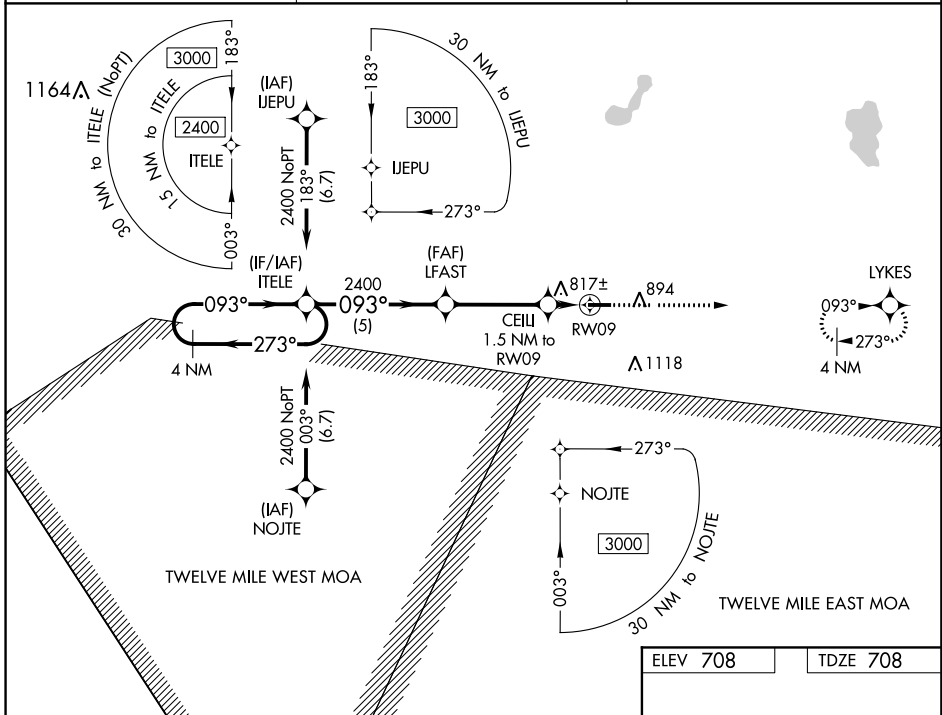 30 NM to ITELE (NoPT)
3000
183°
1164
15 NM to ITELE
2400
ITELE
003°
(IAF)
IJEPU
2400 NoPT
183°
(6.7)
183°
30 NM to IJEPU
3000
IJEPU
273°
(IF/IAF)
ITELE
093°
2400
093°
(5)
(FAF)
LFAST
CEILI
1.5 NM to
RW09
817±
RW09
894
LYKES
093°
273°
4 NM
273°
4 NM
1118
2400 NoPT
003°
(6.7)
(IAF)
NOJTE
273°
NOJTE
3000
003°
30 NM to NOJTE
TWELVE MILE WEST MOA
TWELVE MILE EAST MOA
ELEV 708
TDZE 708